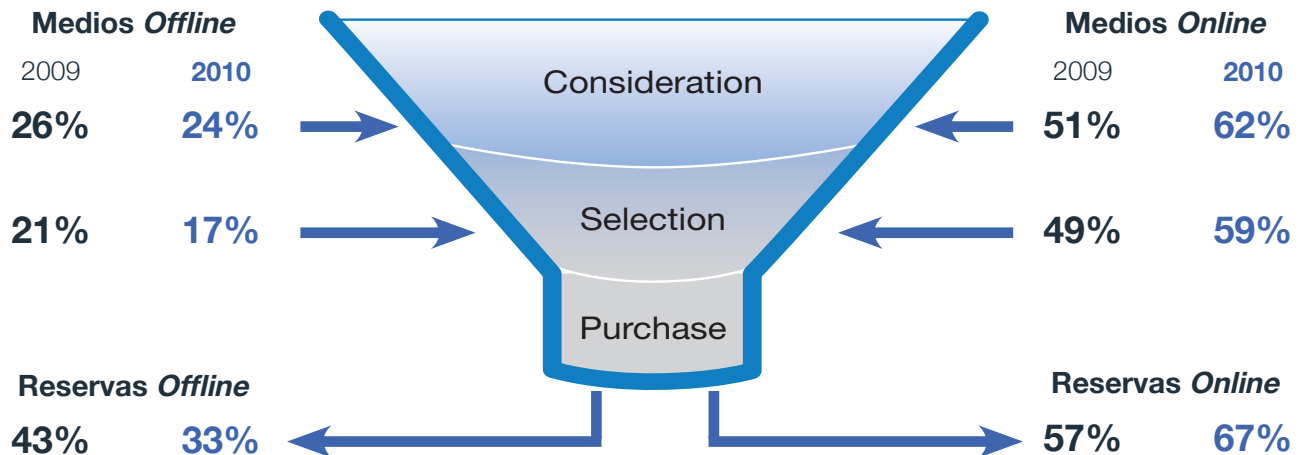 Medios Offline
2009 2010
26% 24%
21% 17%
Reservas Offline
43% 33%
Consideration
Selection
Purchase
Medios Online
2009 2010
51% 62%
49% 59%
Reservas Online
57% 67%